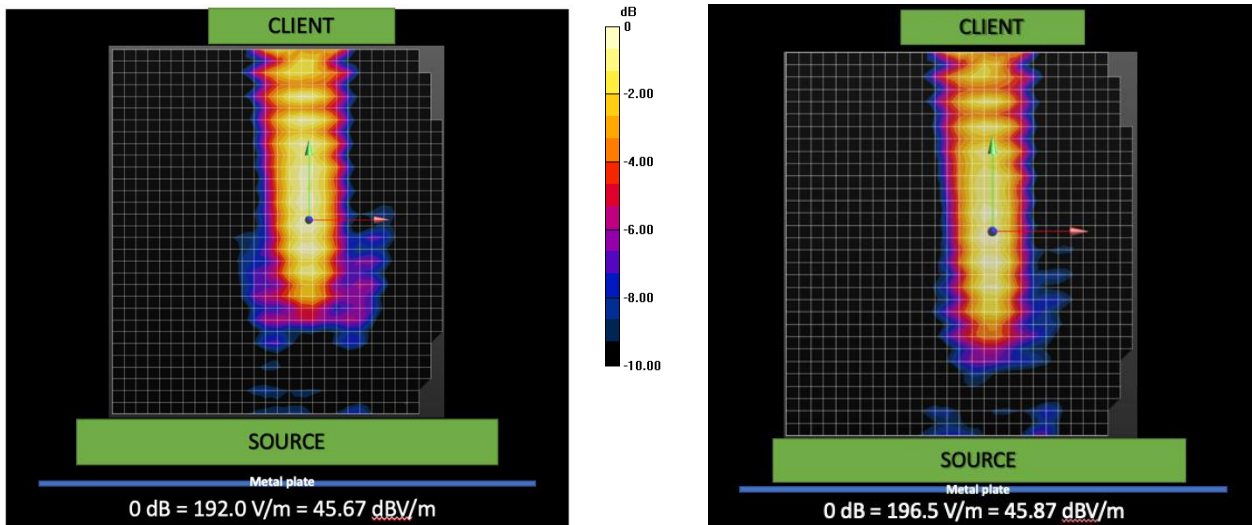 CLIENT
SOURCE
Metal plate
0 dB = 192.0 V/m = 45.67 dBV/m
dB
0
-2.00
-4.00
-6.00
-8.00
-10.00
CLIENT
SOURCE
Metal plate
0 dB = 196.5 V/m = 45.87 dBV/m